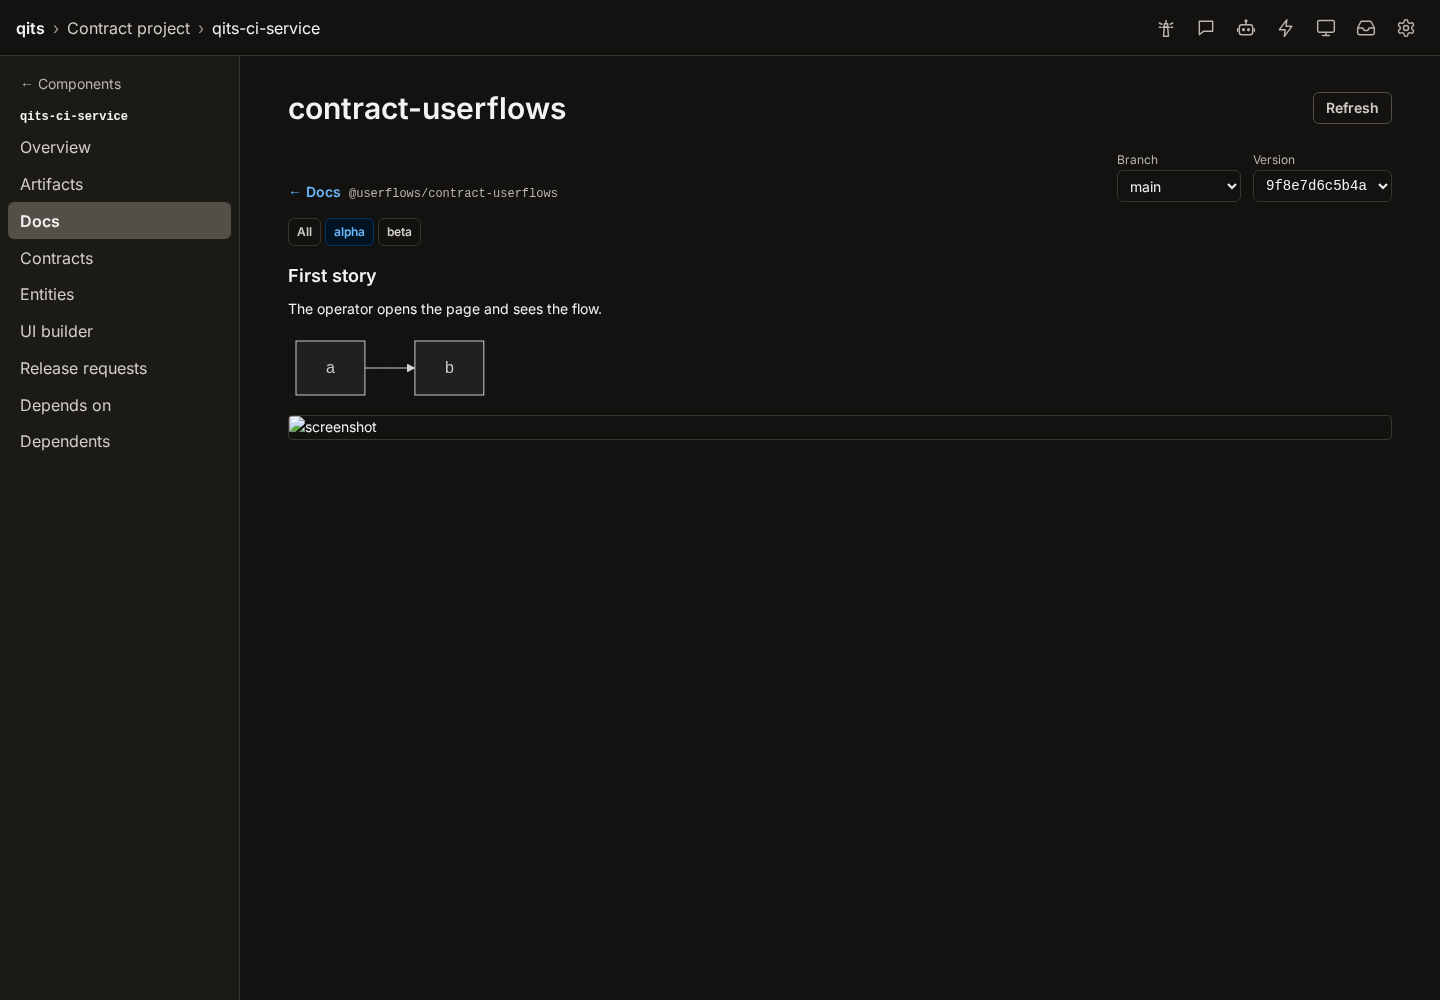 qits › Contract project › qits-ci-service
← Components
qits-ci-service
Overview
Artifacts
Docs
Contracts
Entities
UI builder
Release requests
Depends on
Dependents
contract-userflows
Refresh
Branch
Version
← Docs @userflows/contract-userflows
main
9f8e7d6c5b4a
All
alpha
beta
First story
The operator opens the page and sees the flow.
a
b
screenshot